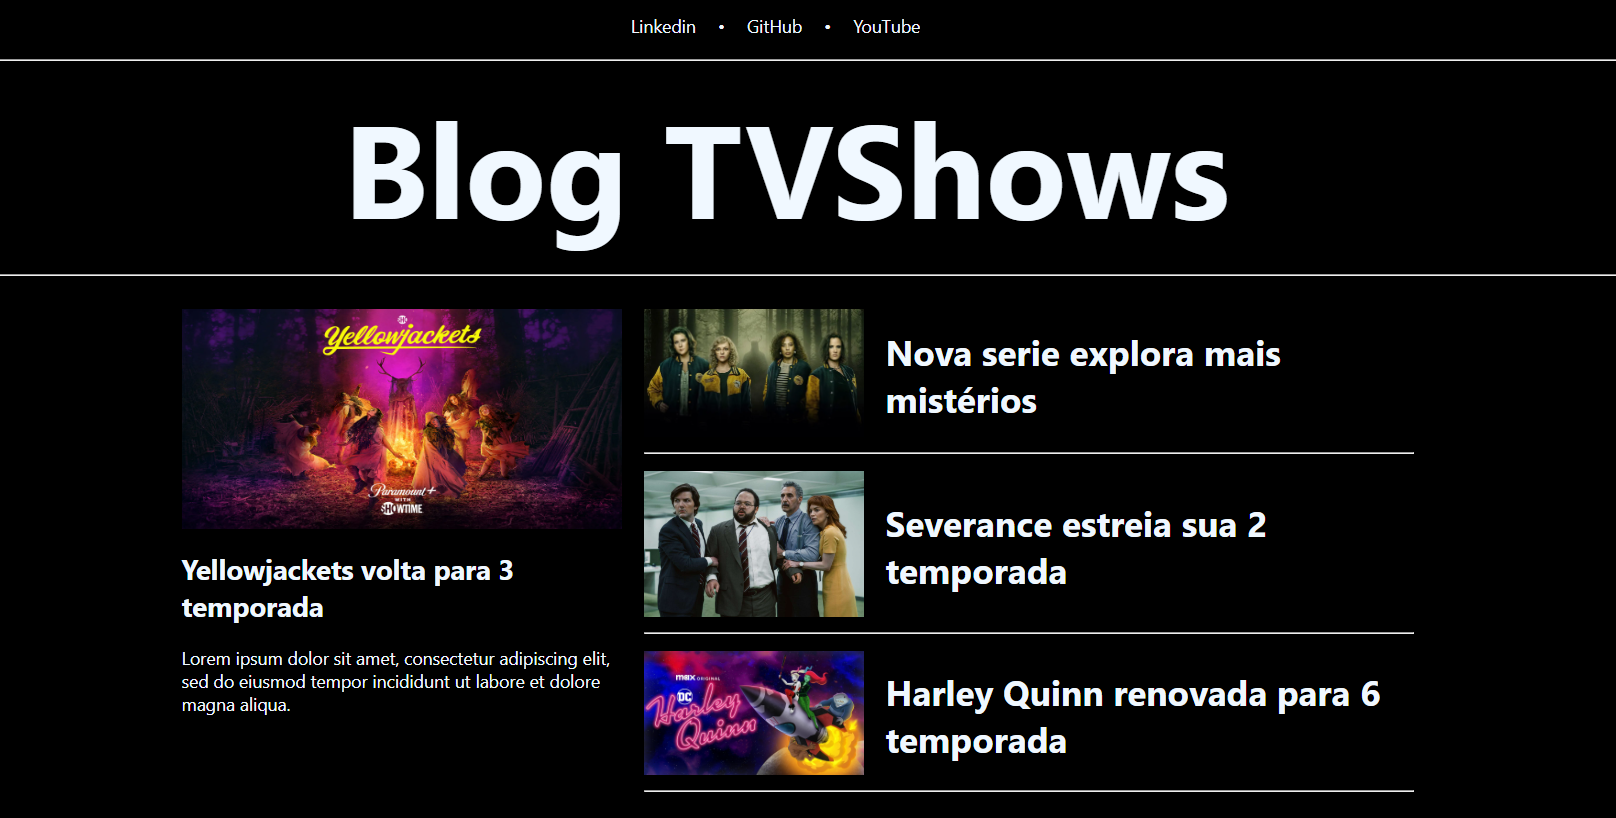 Linkedin • GitHub • YouTube
Blog TVShows
SHO
Yellowjackets
Paramount+
WITH
SHOWTIME
Yellowjackets volta para 3
temporada
Lorem ipsum dolor sit amet, consectetur adipiscing elit,
sed do eiusmod tempor incididunt ut labore et dolore
magna aliqua.
Nova serie explora mais
mistérios
Severance estreia sua 2
temporada
max ORIGINAL
DC
Harley
Quinn
Harley Quinn renovada para 6
temporada